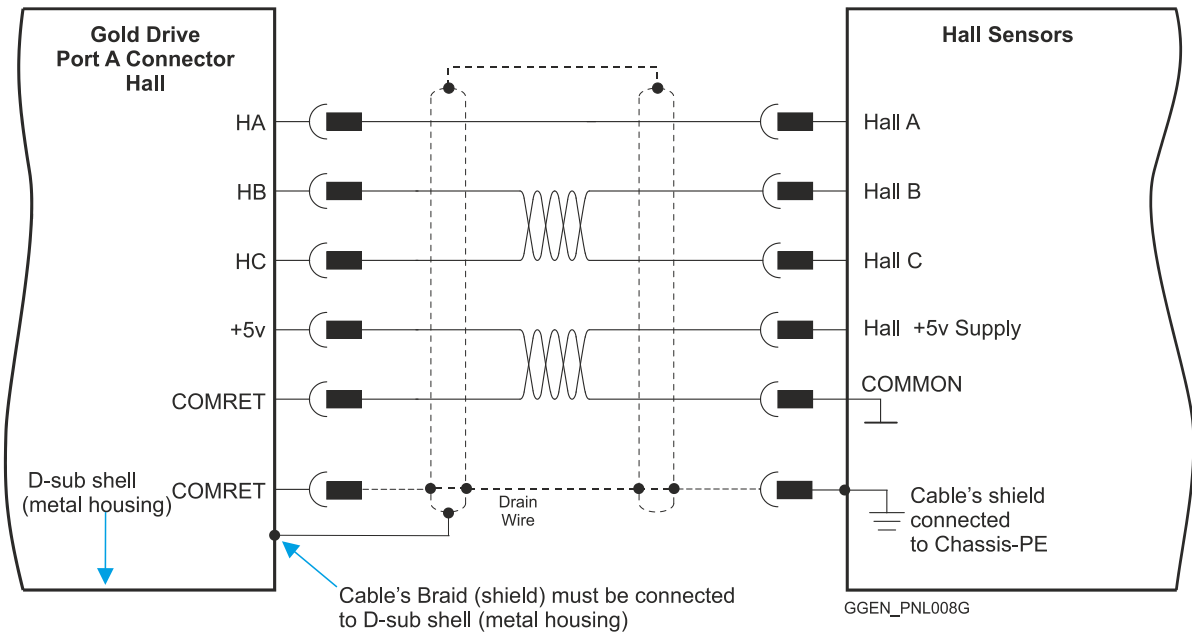 Gold Drive
Port A Connector
Hall
Hall Sensors
HA
Hall A
HB
Hall B
HC
Hall C
+5v
Hall +5v Supply
COMRET
COMMON
D-sub shell
(metal housing)
COMRET
Drain
Wire
Cable's shield
connected
to Chassis-PE
Cable's Braid (shield) must be connected
to D-sub shell (metal housing)
GGEN_PNL008G